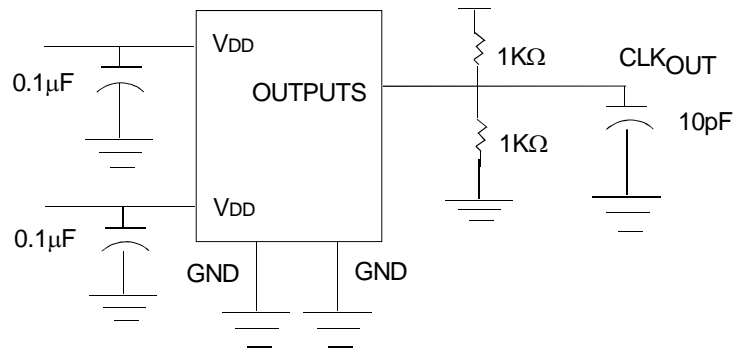 VDD
1KΩ
CLKOUT
0.1µF
OUTPUTS
10pF
1KΩ
VDD
0.1µF
GND
GND